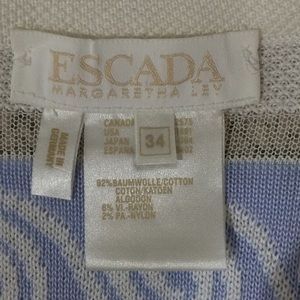 ESCADA
MARGARETHA LEY
MADE IN
GERMANY
CANADA
USA
JAPAN
ESPANA
34
92%BAUMWOLLE/COTTON
COTON/KATOEN
ALGODON
6% VI.-RAYON
2% PA.-NYLON